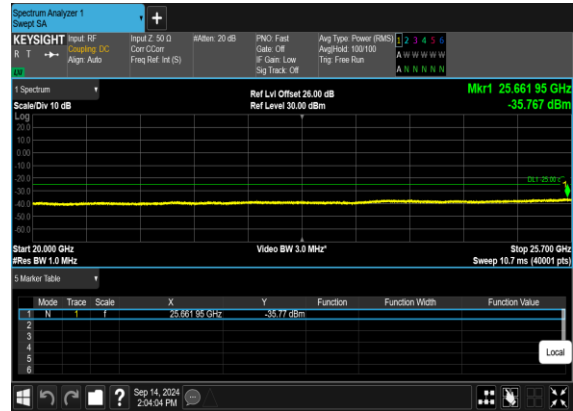 Spectrum Analyzer 1
Swept SA
+
KEYSIGHT Input: RF Input Z: 50 Ω #Atten: 20 dB PNO: Fast Avg Type: Power (RMS) 1 2 3 4 5 6
R T Coupling: DC Corr CCorr Gate: Off Avg|Hold: 100/100 A W W W W W
Align: Auto Freq Ref: Int (S) IF Gain: Low Trig: Free Run
LW Sig Track: Off A N N N N N
1 Spectrum Ref Lvl Offset 26.00 dB Mkr1 25.661 95 GHz
Scale/Div 10 dB Ref Level 30.00 dBm -35.767 dBm
Log
20.0
10.0
0.00
-10.0
-20.0 DL1 -25.00
-30.0 1
-40.0
-50.0
-60.0
Start 20.000 GHz Video BW 3.0 MHz* Stop 25.700 GHz
#Res BW 1.0 MHz Sweep 10.7 ms (40001 pts)
5 Marker Table
Mode Trace Scale X Y Function Function Width Function Value
1 N 1 f 25.661 95 GHz -35.77 dBm
2
3
4
5
6
Local
? Sep 14, 2024
2:04:04 PM